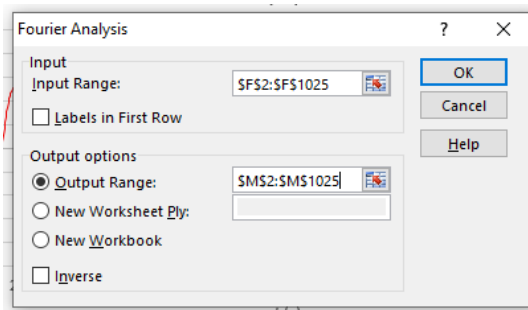 Fourier Analysis ? X
Input
Input Range: $F$2:$F$1025
Labels in First Row
Output options
Output Range: $M$2:$M$1025
New Worksheet Ply:
New Workbook
Inverse
OK
Cancel
Help